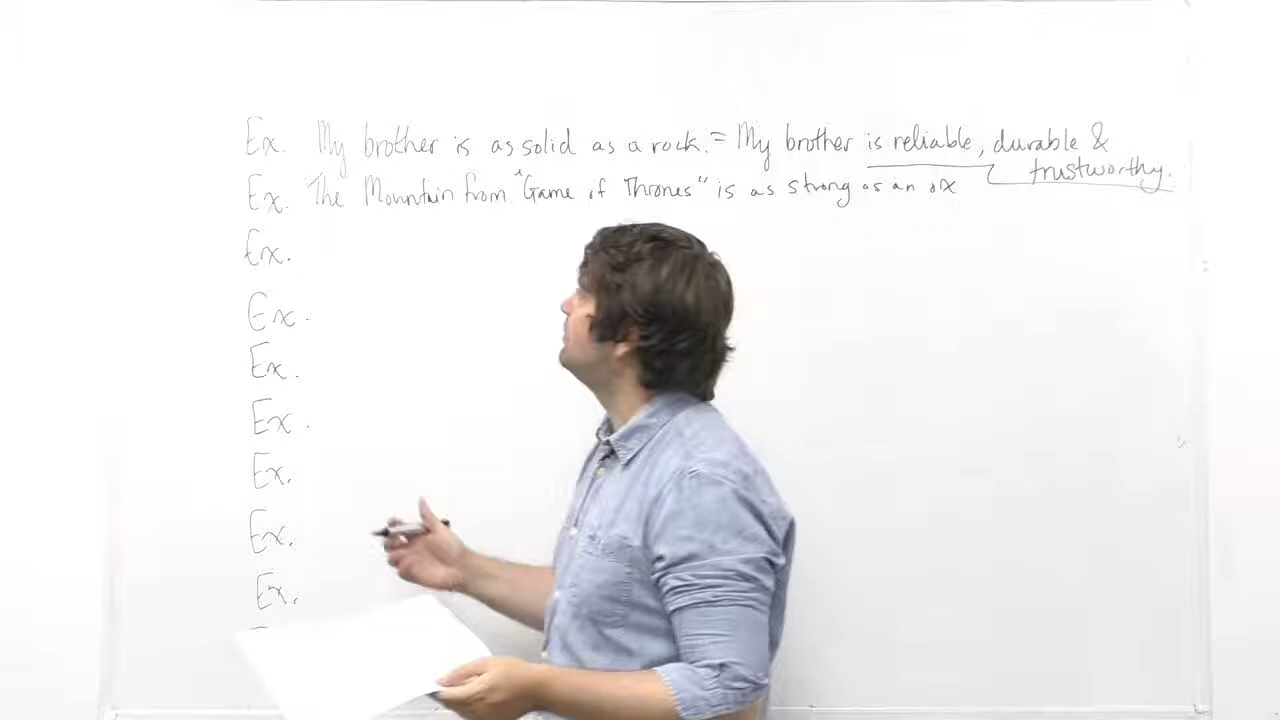 Ex. My brother is as solid as a rock. = My brother is reliable, durable &
trustworthy.
Ex. The Mountain from "Game of Thrones" is as strong as an ox
Ex.
Ex.
Ex.
Ex.
Ex.
Ex.
Ex.